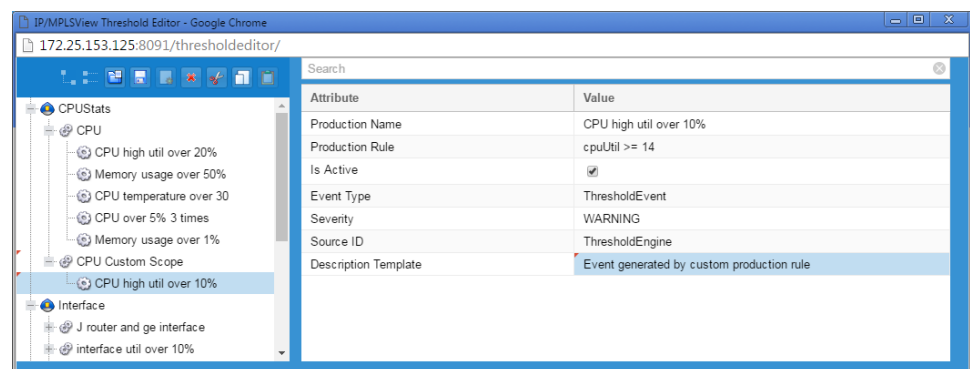 IP/MPLSView Threshold Editor - Google Chrome
172.25.153.125:8091/thresholdeditor/
CPUStats
CPU
CPU high util over 20%
Memory usage over 50%
CPU temperature over 30
CPU over 5% 3 times
Memory usage over 1%
CPU Custom Scope
CPU high util over 10%
Interface
J router and ge interface
interface util over 10%
Search
Attribute Value
Production Name CPU high util over 10%
Production Rule cpuUtil >= 14
Is Active
Event Type ThresholdEvent
Severity WARNING
Source ID ThresholdEngine
Description Template Event generated by custom production rule